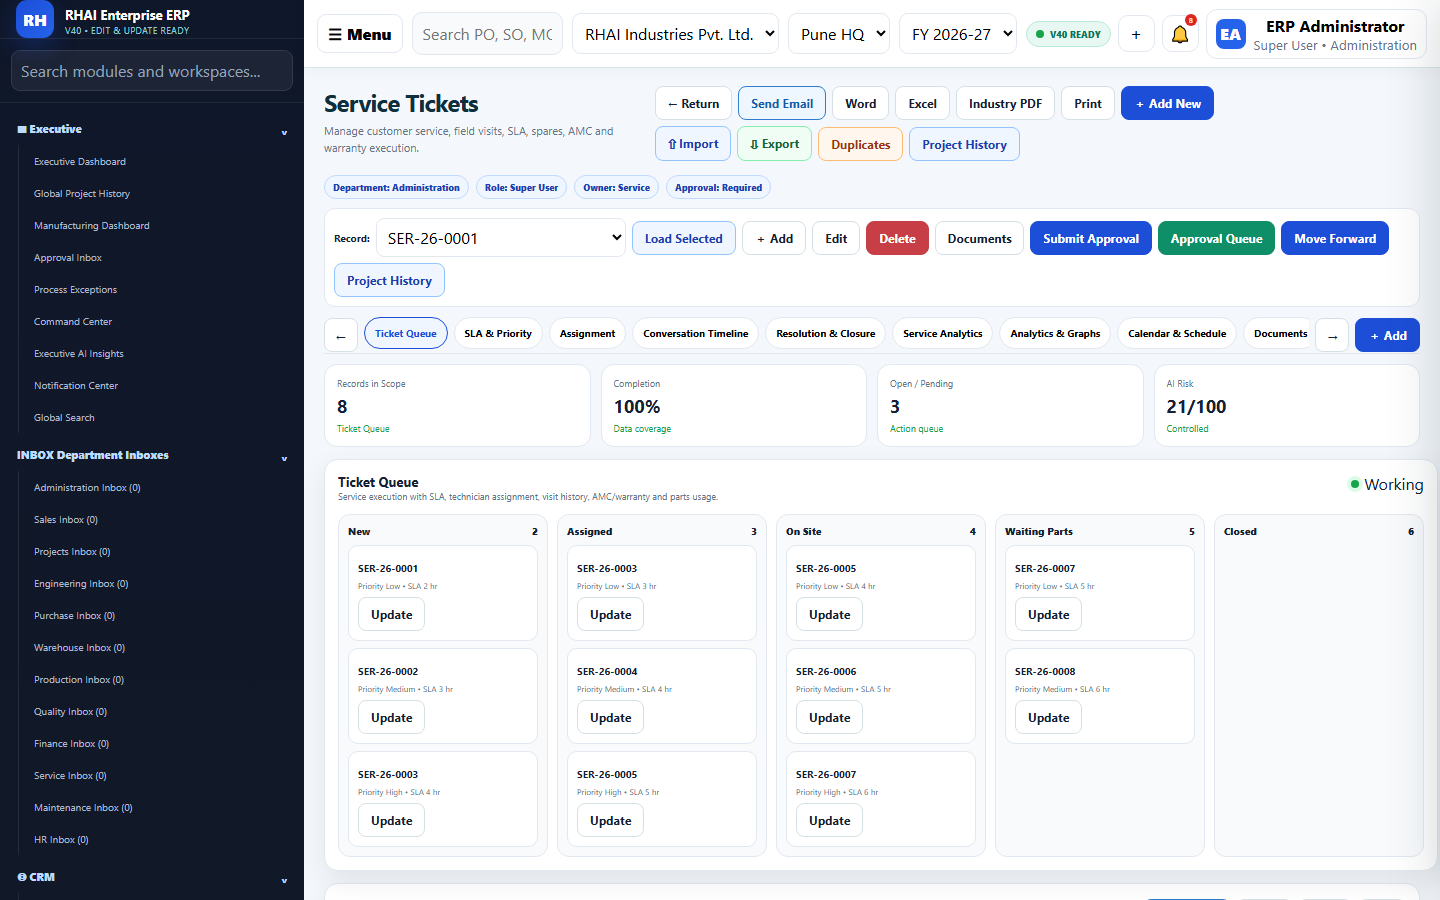 RH
RHAI Enterprise ERP
V40 • EDIT & UPDATE READY
Search modules and workspaces...
Executive
Executive Dashboard
Global Project History
Manufacturing Dashboard
Approval Inbox
Process Exceptions
Command Center
Executive AI Insights
Notification Center
Global Search
INBOX Department Inboxes
Administration Inbox (0)
Sales Inbox (0)
Projects Inbox (0)
Engineering Inbox (0)
Purchase Inbox (0)
Warehouse Inbox (0)
Production Inbox (0)
Quality Inbox (0)
Finance Inbox (0)
Service Inbox (0)
Maintenance Inbox (0)
HR Inbox (0)
CRM
☰ Menu
Search PO, SO, MO
RHAI Industries Pvt. Ltd.
Pune HQ
FY 2026-27
V40 READY
+
8
EA
ERP Administrator
Super User • Administration
Service Tickets
Manage customer service, field visits, SLA, spares, AMC and
warranty execution.
← Return
Send Email
Word
Excel
Industry PDF
Print
+ Add New
⇧ Import
⇩ Export
Duplicates
Project History
Department: Administration
Role: Super User
Owner: Service
Approval: Required
Record:
SER-26-0001
Load Selected
+ Add
Edit
Delete
Documents
Submit Approval
Approval Queue
Move Forward
Project History
←
Ticket Queue
SLA & Priority
Assignment
Conversation Timeline
Resolution & Closure
Service Analytics
Analytics & Graphs
Calendar & Schedule
Documents
→
+ Add
Records in Scope
8
Ticket Queue
Completion
100%
Data coverage
Open / Pending
3
Action queue
AI Risk
21/100
Controlled
Ticket Queue
Service execution with SLA, technician assignment, visit history, AMC/warranty and parts usage.
Working
New 2
SER-26-0001
Priority Low • SLA 2 hr
Update
SER-26-0002
Priority Medium • SLA 3 hr
Update
SER-26-0003
Priority High • SLA 4 hr
Update
Assigned 3
SER-26-0003
Priority Low • SLA 3 hr
Update
SER-26-0004
Priority Medium • SLA 4 hr
Update
SER-26-0005
Priority High • SLA 5 hr
Update
On Site 4
SER-26-0005
Priority Low • SLA 4 hr
Update
SER-26-0006
Priority Medium • SLA 5 hr
Update
SER-26-0007
Priority High • SLA 6 hr
Update
Waiting Parts 5
SER-26-0007
Priority Low • SLA 5 hr
Update
SER-26-0008
Priority Medium • SLA 6 hr
Update
Closed 6